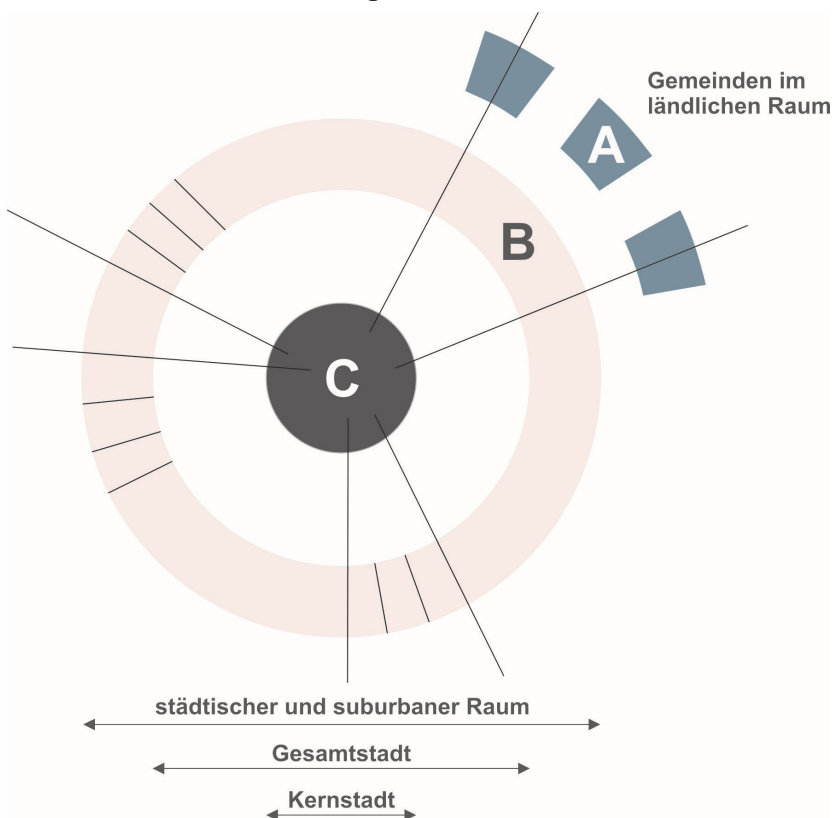 Gemeinden im
ländlichen Raum
A
B
C
städtischer und suburbaner Raum
Gesamtstadt
Kernstadt